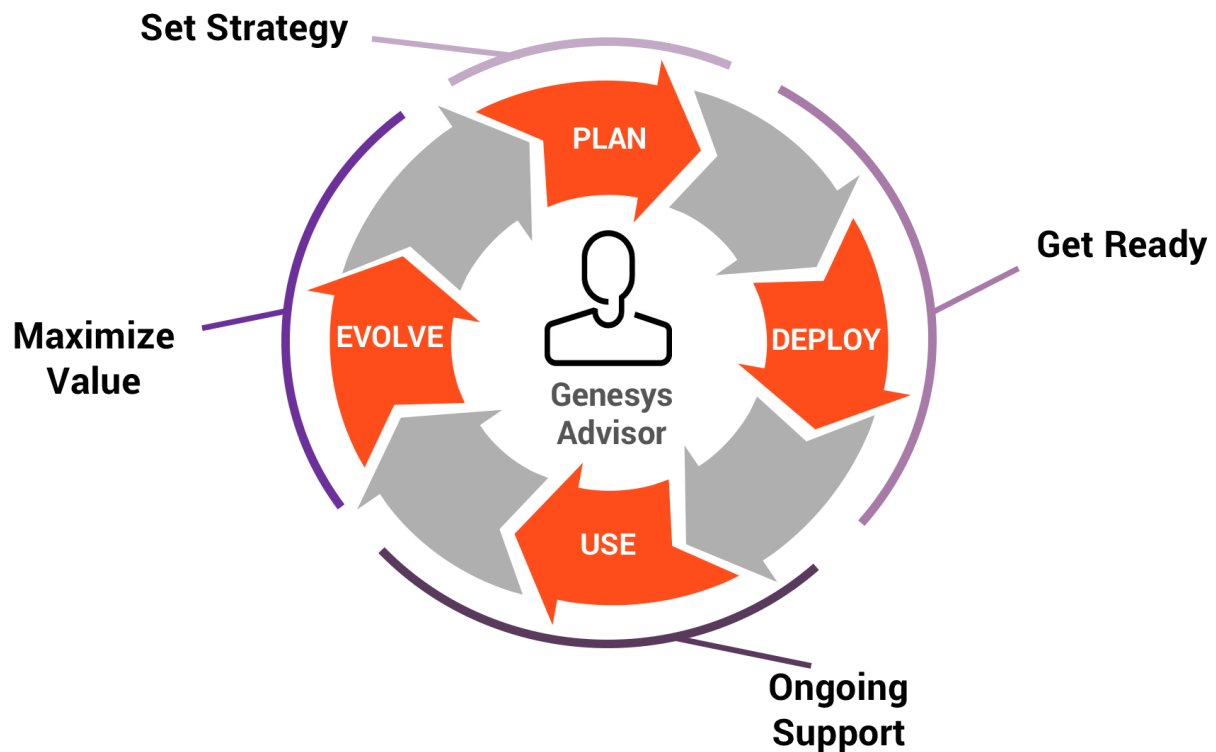 Set Strategy
PLAN
Get Ready
DEPLOY
EVOLVE
Maximize
Value
Genesys
Advisor
USE
Ongoing
Support